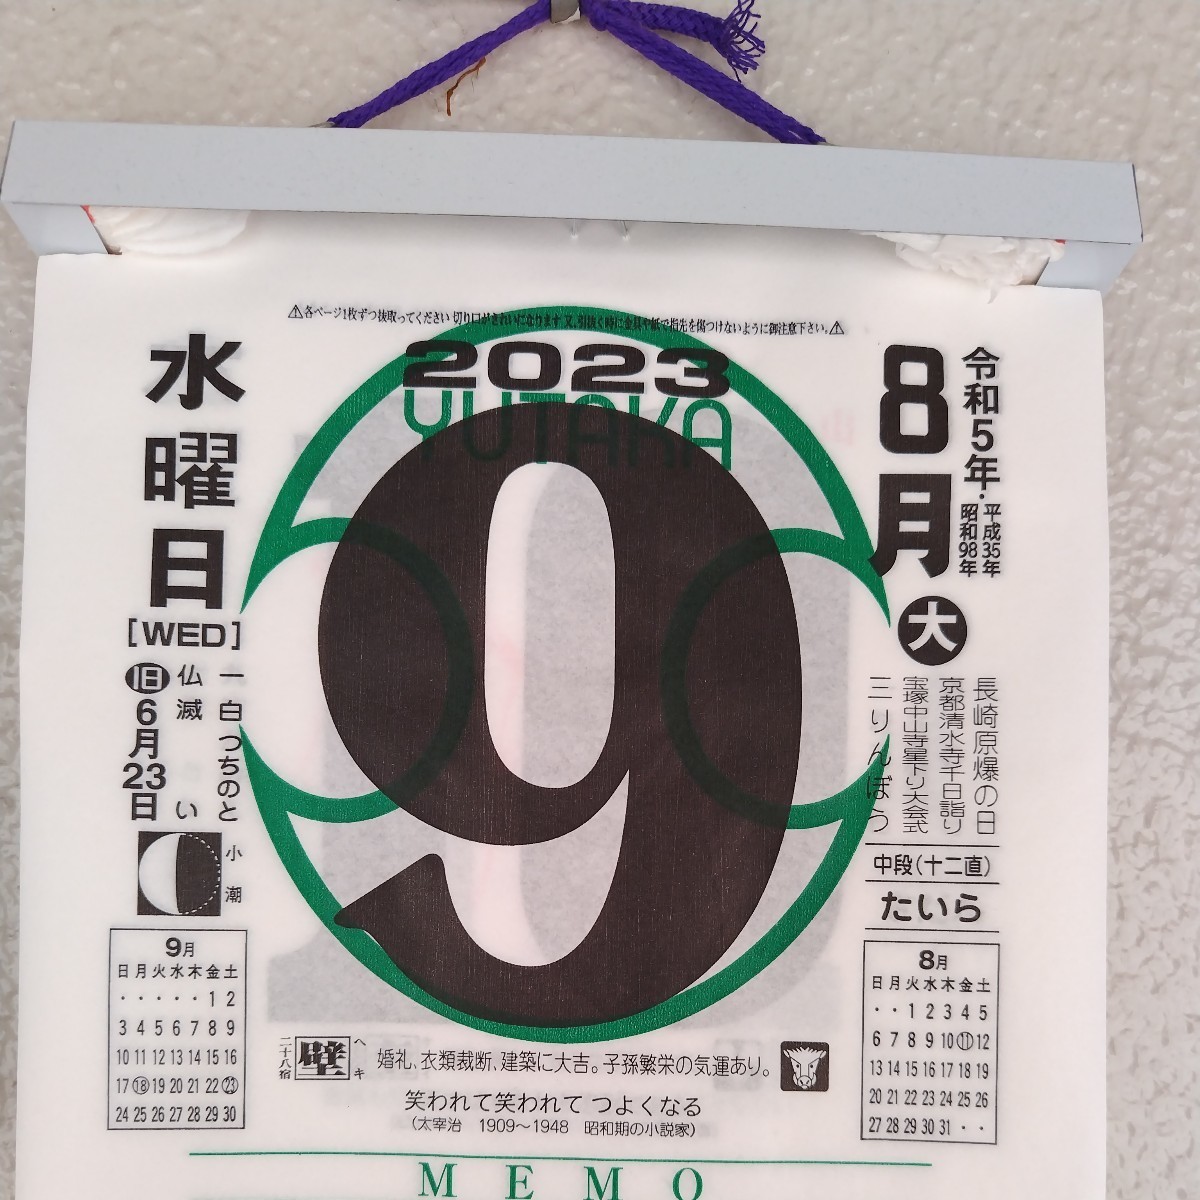 ⚠各ページ1枚ずつ抜取ってください 切り口がきれいになります 又、引抜く時に金具や紙で指先を傷つけないように御注意下さい。⚠
2023
YUTAKA
9
8月
大
令和5年・平成35年
昭和98年
長崎原爆の日
京都清水寺千日詣り
宝塚中山寺星下り大会式
三りんぼう
中段(十二直)
たいら
水曜日
[WED]
一白つちのと
仏滅 い
旧6月23日
小潮
9月
日月火水木金土
・・・・・1 2
3 4 5 6 7 8 9
10 11 12 13 14 15 16
17 ⑱ 19 20 21 22 ㉓
24 25 26 27 28 29 30
8月
日月火水木金土
・・1 2 3 4 5
6 7 8 9 10 ⑪ 12
13 14 15 16 17 18 19
20 21 22 23 24 25 26
27 28 29 30 31 ・・
二十八宿
壁
ヘキ
婚礼、衣類裁断、建築に大吉。子孫繁栄の気運あり。
笑われて笑われて つよくなる
(太宰治 1909〜1948 昭和期の小説家)
MEMO